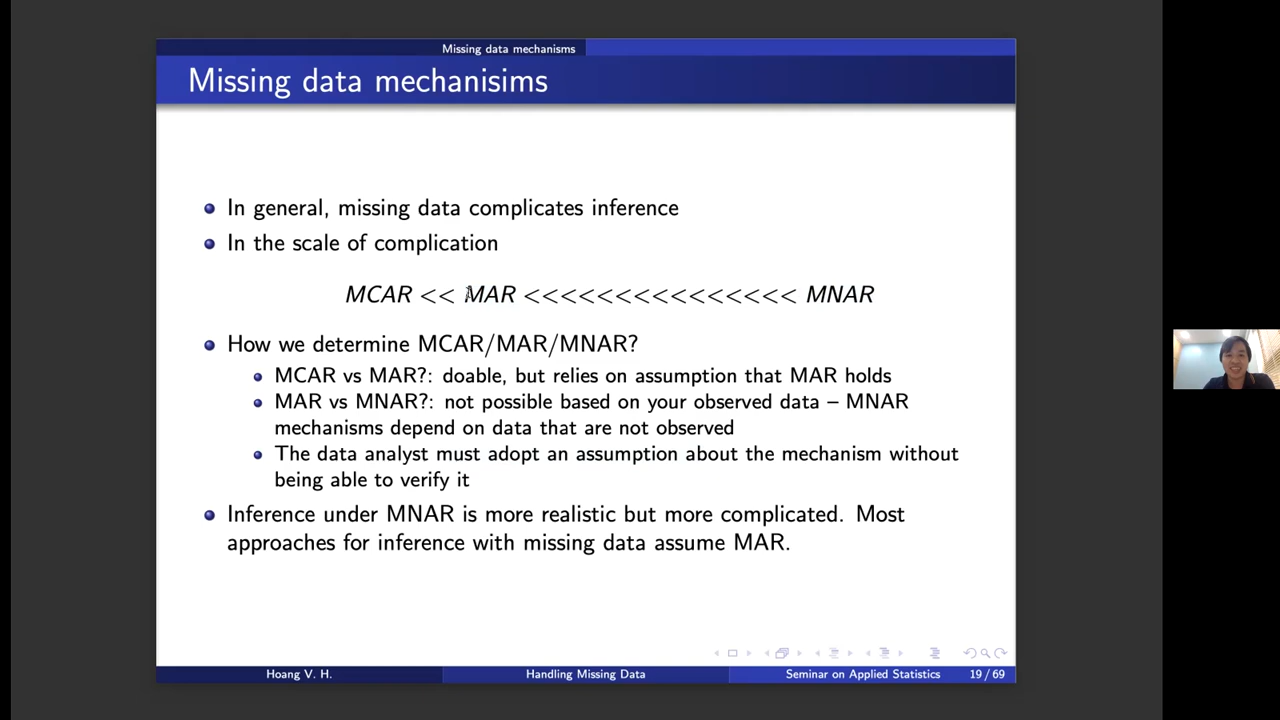 Missing data mechanisms
Missing data mechanisims
In general, missing data complicates inference
In the scale of complication
MCAR << MAR <<<<<<<<<<<<<<< MNAR
How we determine MCAR/MAR/MNAR?
MCAR vs MAR?: doable, but relies on assumption that MAR holds
MAR vs MNAR?: not possible based on your observed data – MNAR
mechanisms depend on data that are not observed
The data analyst must adopt an assumption about the mechanism without
being able to verify it
Inference under MNAR is more realistic but more complicated. Most
approaches for inference with missing data assume MAR.
Hoang V. H.
Handling Missing Data
Seminar on Applied Statistics
19 / 69